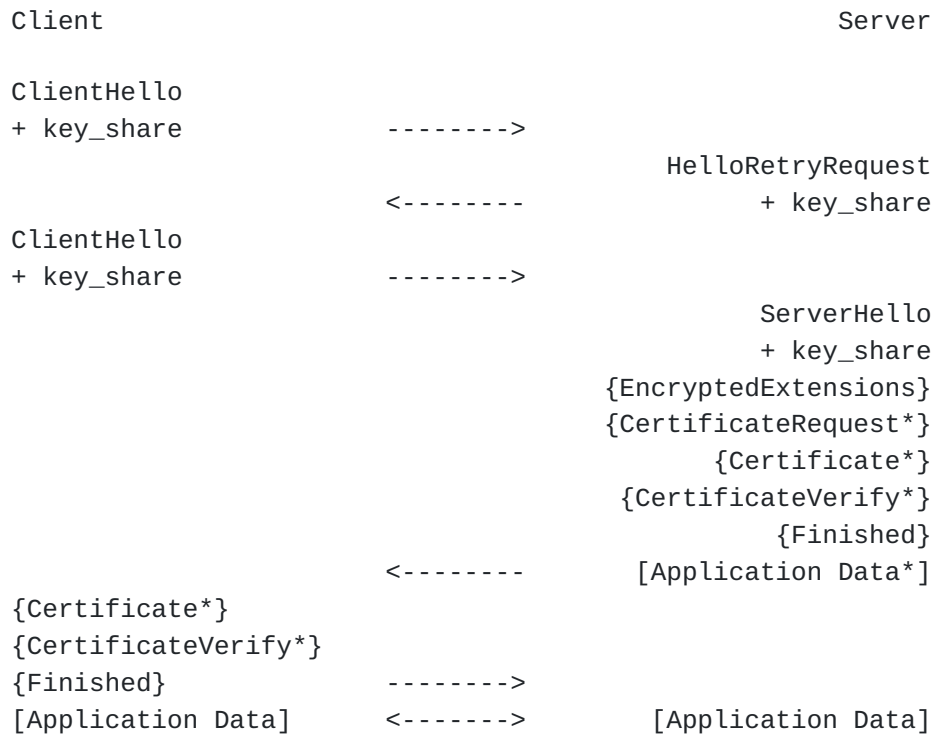 Client Server
ClientHello
+ key_share -------->
HelloRetryRequest
<-------- + key_share
ClientHello
+ key_share -------->
ServerHello
+ key_share
{EncryptedExtensions}
{CertificateRequest*}
{Certificate*}
{CertificateVerify*}
{Finished}
<-------- [Application Data*]
{Certificate*}
{CertificateVerify*}
{Finished} -------->
[Application Data] <-------> [Application Data]